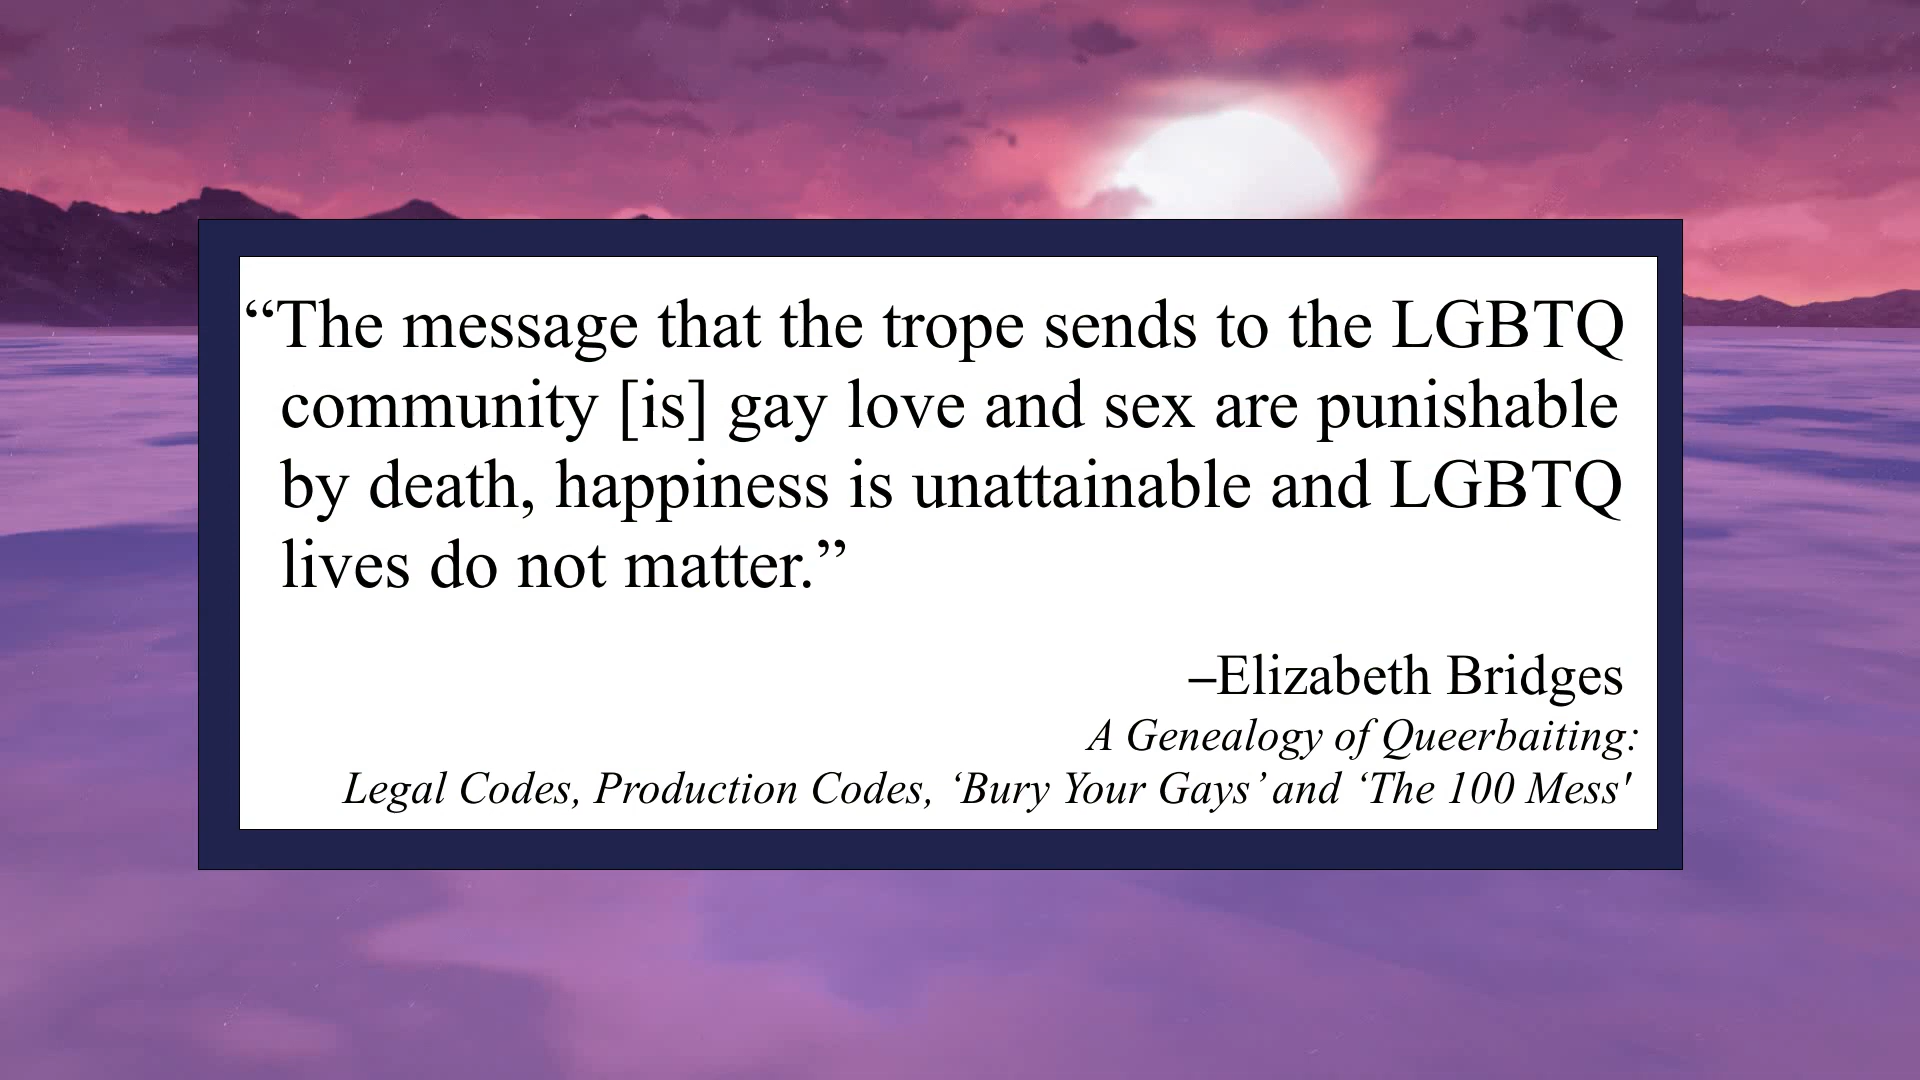 “The message that the trope sends to the LGBTQ
community [is] gay love and sex are punishable
by death, happiness is unattainable and LGBTQ
lives do not matter.”
–Elizabeth Bridges
A Genealogy of Queerbaiting:
Legal Codes, Production Codes, ‘Bury Your Gays’ and ‘The 100 Mess'